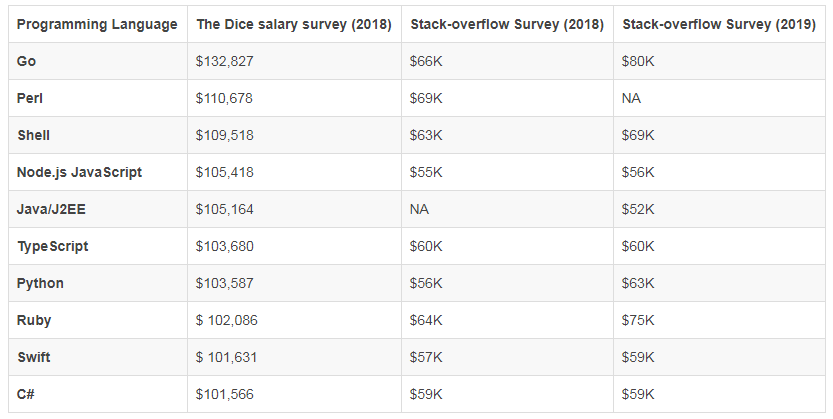 Programming Language The Dice salary survey (2018) Stack-overflow Survey (2018) Stack-overflow Survey (2019)
Go $132,827 $66K $80K
Perl $110,678 $69K NA
Shell $109,518 $63K $69K
Node.js JavaScript $105,418 $55K $56K
Java/J2EE $105,164 NA $52K
TypeScript $103,680 $60K $60K
Python $103,587 $56K $63K
Ruby $ 102,086 $64K $75K
Swift $ 101,631 $57K $59K
C# $101,566 $59K $59K